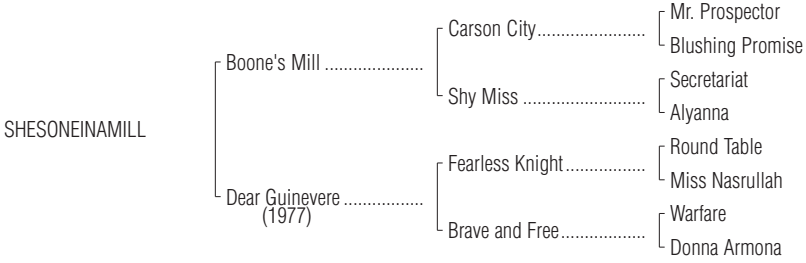 Mr. Prospector
Carson City......................
Blushing Promise
Boone's Mill ....................
Secretariat
Shy Miss .........................
Alyanna
SHESONEINAMILL
Round Table
Fearless Knight................
Miss Nasrullah
Dear Guinevere ................
(1977)
Warfare
Brave and Free.................
Donna Armona